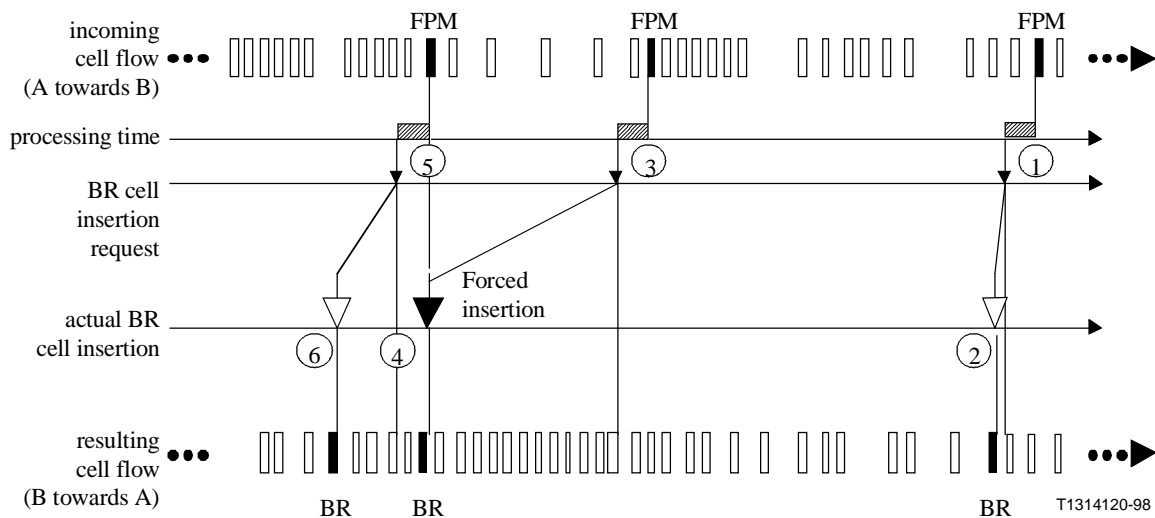 FPM FPM FPM
incoming
cell flow
(A towards B)
processing time
5 3 1
BR cell
insertion
request
Forced
insertion
actual BR
cell insertion
6 4 2
resulting
cell flow
(B towards A)
BR BR BR
T1314120-98